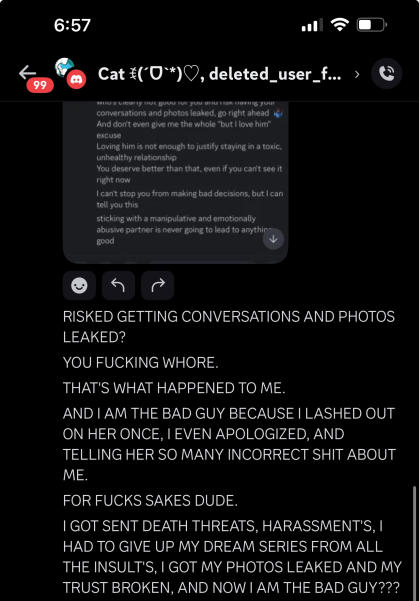 6:57
99
Cat ⁠(´ᗜ`*)♡, deleted_user_f... ›
who's clearly not good for you and risk having your
conversations and photos leaked, go right ahead
And don't even give me the whole "but I love him"
excuse
Loving him is not enough to justify staying in a toxic,
unhealthy relationship
You deserve better than that, even if you can't see it
right now
I can't stop you from making bad decisions, but I can
tell you this
sticking with a manipulative and emotionally
abusive partner is never going to lead to anything
good
RISKED GETTING CONVERSATIONS AND PHOTOS
LEAKED?
YOU FUCKING WHORE.
THAT'S WHAT HAPPENED TO ME.
AND I AM THE BAD GUY BECAUSE I LASHED OUT
ON HER ONCE, I EVEN APOLOGIZED, AND
TELLING HER SO MANY INCORRECT SHIT ABOUT
ME.
FOR FUCKS SAKES DUDE.
I GOT SENT DEATH THREATS, HARASSMENT'S, I
HAD TO GIVE UP MY DREAM SERIES FROM ALL
THE INSULT'S, I GOT MY PHOTOS LEAKED AND MY
TRUST BROKEN, AND NOW I AM THE BAD GUY???